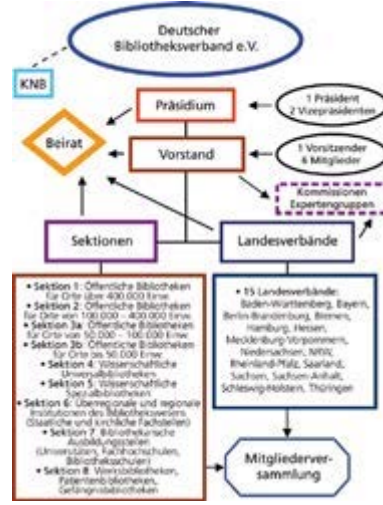 Deutscher
Bibliotheksverband e.V.
KNB
Präsidium
1 Präsident
2 Vizepräsidenten
Beirat
Vorstand
1 Vorsitzender
6 Mitglieder
Kommissionen
Expertengruppen
Sektionen
Landesverbände
• Sektion 1: Öffentliche Bibliotheken
für Orte über 400.000 Einw.
• Sektion 2: Öffentliche Bibliotheken
für Orte von 100.000 - 400.000 Einw.
• Sektion 3a: Öffentliche Bibliotheken
für Orte von 50.000 - 100.000 Einw.
• Sektion 3b: Öffentliche Bibliotheken
für Orte bis 50.000 Einw.
• Sektion 4: Wissenschaftliche
Universalbibliotheken
• Sektion 5: Wissenschaftliche
Spezialbibliotheken
• Sektion 6: Überregionale und regionale
Institutionen des Bibliothekswesens
(Staatliche und kirchliche Fachstellen)
• Sektion 7: Bibliothekarische
Ausbildungsstellen
(Universitäten, Fachhochschulen,
Bibliotheksschulen)
• Sektion 8: Werksbibliotheken,
Patientenbibliotheken,
Gefängnisbibliotheken
• 15 Landesverbände:
Baden-Württemberg, Bayern,
Berlin-Brandenburg, Bremen,
Hamburg, Hessen,
Mecklenburg-Vorpommern,
Niedersachsen, NRW,
Rheinland-Pfalz, Saarland,
Sachsen, Sachsen-Anhalt,
Schleswig-Holstein, Thüringen
Mitgliederver-
sammlung